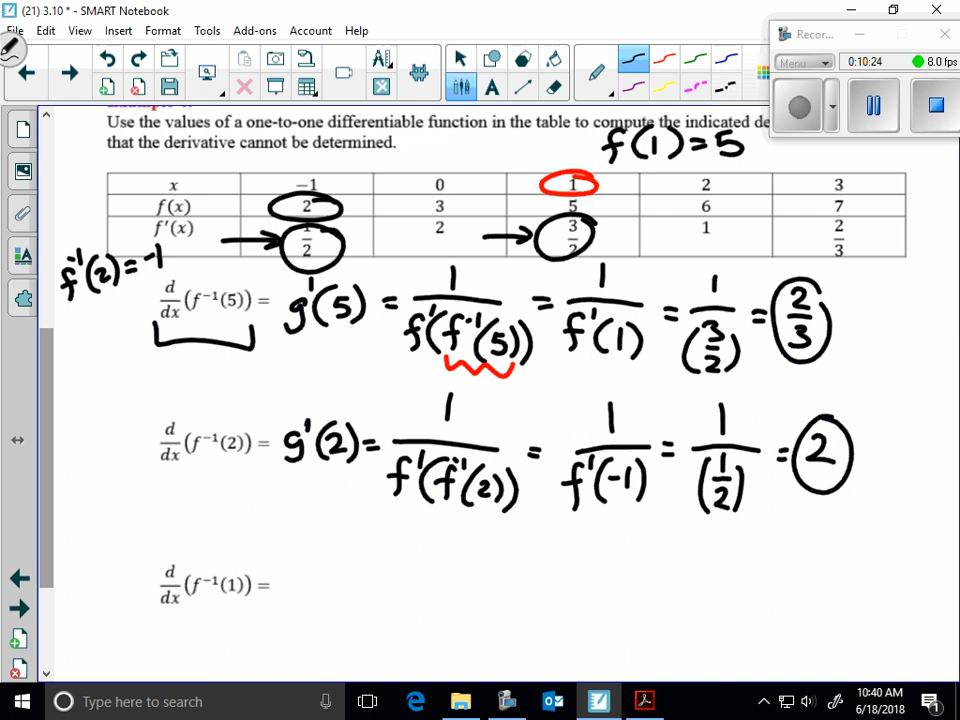 (21) 3.10 * - SMART Notebook
File Edit View Insert Format Tools Add-ons Account Help
Recor...
Menu 0:10:24 8.0 fps
Use the values of a one-to-one differentiable function in the table to compute the indicated de
that the derivative cannot be determined.
f(1)=5
x −1 0 1 2 3
f(x) 2 3 5 6 7
f′(x) 1/2 2 3/2 1 2/3
f⁻¹(2)=-1
d/dx (f⁻¹(5)) = g'(5) = 1/f'(f⁻¹(5)) = 1/f'(1) = 1/(3/2) = 2/3
d/dx (f⁻¹(2)) = g'(2) = 1/f'(f⁻¹(2)) = 1/f'(-1) = 1/(1/2) = 2
d/dx (f⁻¹(1)) =
Type here to search
10:40 AM
6/18/2018
1